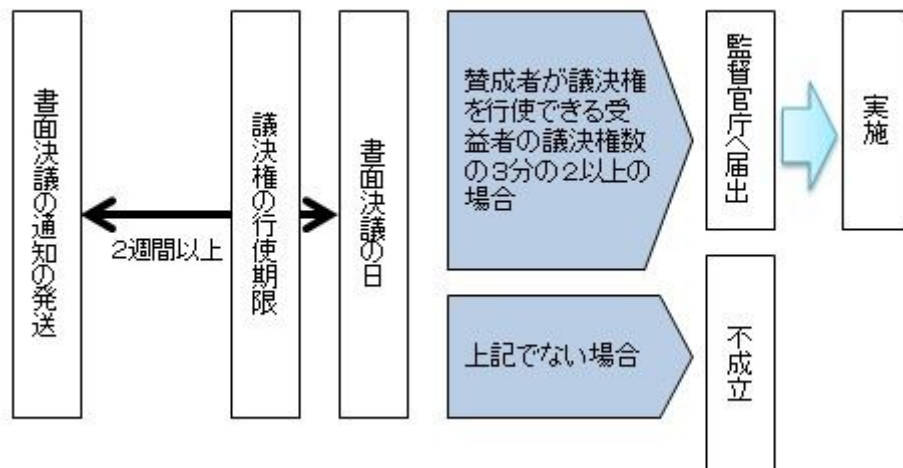 書面決議の通知の発送
2週間以上
議決権の行使期限
書面決議の日
賛成者が議決権
を行使できる受
益者の議決権数
の3分の2以上の
場合
監督官庁へ届出
実施
上記でない場合
不成立